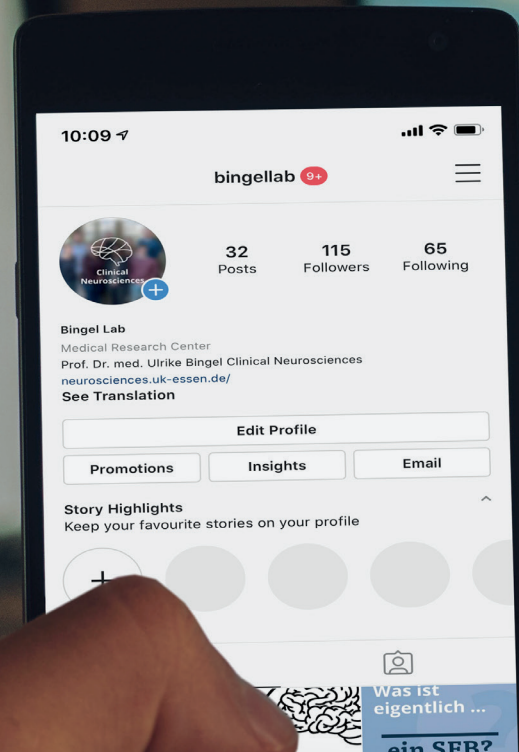 10:09
bingellab 9+
Clinical
Neurosciences
32
Posts
115
Followers
65
Following
Bingel Lab
Medical Research Center
Prof. Dr. med. Ulrike Bingel Clinical Neurosciences
neurosciences.uk-essen.de/
See Translation
Edit Profile
Promotions
Insights
Email
Story Highlights
Keep your favourite stories on your profile
Was ist
eigentlich ...
ein SFB?